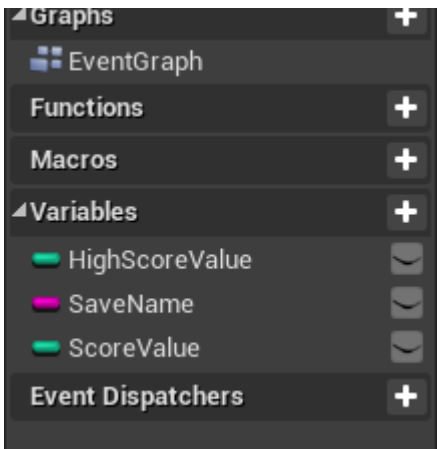 Graphs
EventGraph
Functions
Macros
Variables
HighScoreValue
SaveName
ScoreValue
Event Dispatchers